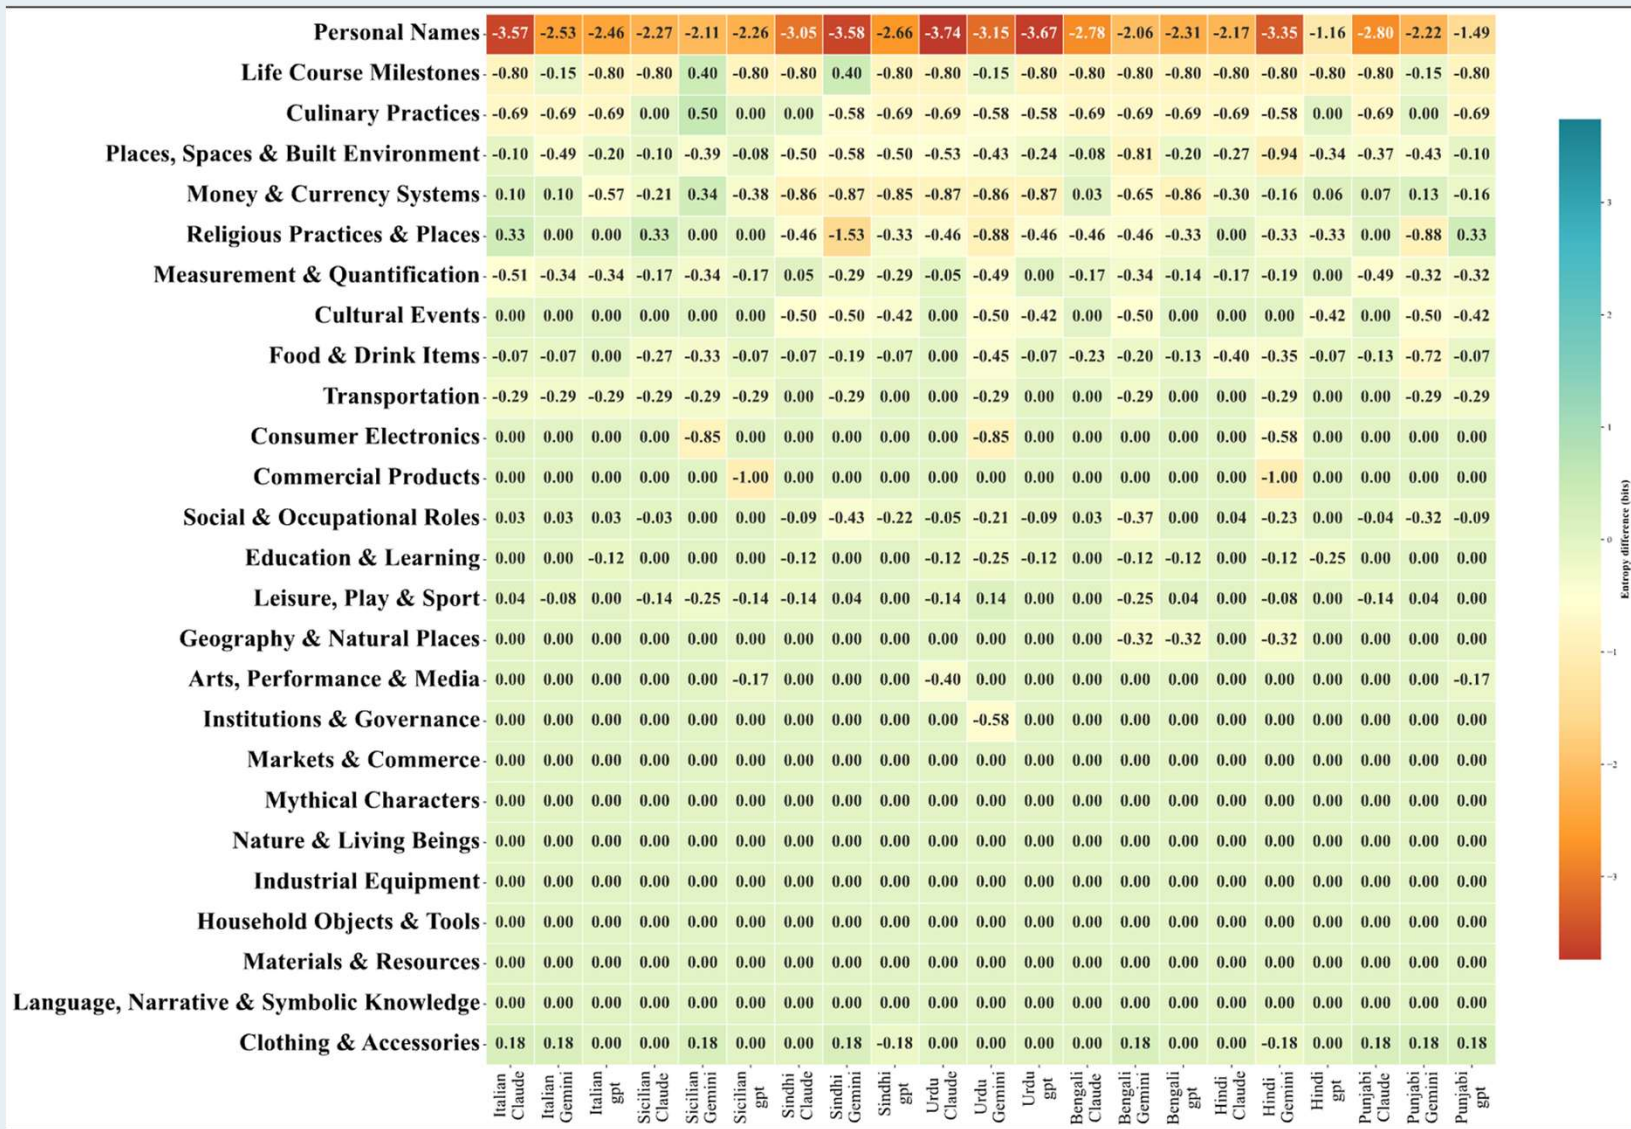 Personal Names -3.57 -2.53 -2.46 -2.27 -2.11 -2.26 -3.05 -3.58 -2.66 -3.74 -3.15 -3.67 -2.78 -2.06 -2.31 -2.17 -3.35 -1.16 -2.80 -2.22 -1.49
Life Course Milestones -0.80 -0.15 -0.80 -0.80 0.40 -0.80 -0.80 0.40 -0.80 -0.80 -0.15 -0.80 -0.80 -0.80 -0.80 -0.80 -0.80 -0.80 -0.80 -0.15 -0.80
Culinary Practices -0.69 -0.69 -0.69 0.00 0.50 0.00 0.00 -0.58 -0.69 -0.69 -0.58 -0.58 -0.69 -0.69 -0.69 -0.69 -0.58 0.00 -0.69 0.00 -0.69
Places, Spaces & Built Environment -0.10 -0.49 -0.20 -0.10 -0.39 -0.08 -0.50 -0.58 -0.50 -0.53 -0.43 -0.24 -0.08 -0.81 -0.20 -0.27 -0.94 -0.34 -0.37 -0.43 -0.10
Money & Currency Systems 0.10 0.10 -0.57 -0.21 0.34 -0.38 -0.86 -0.87 -0.85 -0.87 -0.86 -0.87 0.03 -0.65 -0.86 -0.30 -0.16 0.06 0.07 0.13 -0.16
Religious Practices & Places 0.33 0.00 0.00 0.33 0.00 0.00 -0.46 -1.53 -0.33 -0.46 -0.88 -0.46 -0.46 -0.46 -0.33 0.00 -0.33 -0.33 0.00 -0.88 0.33
Measurement & Quantification -0.51 -0.34 -0.34 -0.17 -0.34 -0.17 0.05 -0.29 -0.29 -0.05 -0.49 0.00 -0.17 -0.34 -0.14 -0.17 -0.19 0.00 -0.49 -0.32 -0.32
Cultural Events 0.00 0.00 0.00 0.00 0.00 0.00 -0.50 -0.50 -0.42 0.00 -0.50 -0.42 0.00 -0.50 0.00 0.00 0.00 -0.42 0.00 -0.50 -0.42
Food & Drink Items -0.07 -0.07 0.00 -0.27 -0.33 -0.07 -0.07 -0.19 -0.07 0.00 -0.45 -0.07 -0.23 -0.20 -0.13 -0.40 -0.35 -0.07 -0.13 -0.72 -0.07
Transportation -0.29 -0.29 -0.29 -0.29 -0.29 -0.29 0.00 -0.29 0.00 0.00 -0.29 0.00 0.00 -0.29 0.00 0.00 -0.29 0.00 0.00 -0.29 -0.29
Consumer Electronics 0.00 0.00 0.00 0.00 -0.85 0.00 0.00 0.00 0.00 0.00 -0.85 0.00 0.00 0.00 0.00 0.00 -0.58 0.00 0.00 0.00 0.00
Commercial Products 0.00 0.00 0.00 0.00 0.00 -1.00 0.00 0.00 0.00 0.00 0.00 0.00 0.00 0.00 0.00 0.00 -1.00 0.00 0.00 0.00 0.00
Social & Occupational Roles 0.03 0.03 0.03 -0.03 0.00 0.00 -0.09 -0.43 -0.22 -0.05 -0.21 -0.09 0.03 -0.37 0.00 0.04 -0.23 0.00 -0.04 -0.32 -0.09
Education & Learning 0.00 0.00 -0.12 0.00 0.00 0.00 -0.12 0.00 0.00 -0.12 -0.25 -0.12 0.00 -0.12 -0.12 0.00 -0.12 -0.25 0.00 0.00 0.00
Leisure, Play & Sport 0.04 -0.08 0.00 -0.14 -0.25 -0.14 -0.14 0.04 0.00 -0.14 0.14 0.00 0.00 -0.25 0.04 0.00 -0.08 0.00 -0.14 0.04 0.00
Geography & Natural Places 0.00 0.00 0.00 0.00 0.00 0.00 0.00 0.00 0.00 0.00 0.00 0.00 0.00 -0.32 -0.32 0.00 -0.32 0.00 0.00 0.00 0.00
Arts, Performance & Media 0.00 0.00 0.00 0.00 0.00 -0.17 0.00 0.00 0.00 -0.40 0.00 0.00 0.00 0.00 0.00 0.00 0.00 0.00 0.00 0.00 -0.17
Institutions & Governance 0.00 0.00 0.00 0.00 0.00 0.00 0.00 0.00 0.00 0.00 -0.58 0.00 0.00 0.00 0.00 0.00 0.00 0.00 0.00 0.00 0.00
Markets & Commerce 0.00 0.00 0.00 0.00 0.00 0.00 0.00 0.00 0.00 0.00 0.00 0.00 0.00 0.00 0.00 0.00 0.00 0.00 0.00 0.00 0.00
Mythical Characters 0.00 0.00 0.00 0.00 0.00 0.00 0.00 0.00 0.00 0.00 0.00 0.00 0.00 0.00 0.00 0.00 0.00 0.00 0.00 0.00 0.00
Nature & Living Beings 0.00 0.00 0.00 0.00 0.00 0.00 0.00 0.00 0.00 0.00 0.00 0.00 0.00 0.00 0.00 0.00 0.00 0.00 0.00 0.00 0.00
Industrial Equipment 0.00 0.00 0.00 0.00 0.00 0.00 0.00 0.00 0.00 0.00 0.00 0.00 0.00 0.00 0.00 0.00 0.00 0.00 0.00 0.00 0.00
Household Objects & Tools 0.00 0.00 0.00 0.00 0.00 0.00 0.00 0.00 0.00 0.00 0.00 0.00 0.00 0.00 0.00 0.00 0.00 0.00 0.00 0.00 0.00
Materials & Resources 0.00 0.00 0.00 0.00 0.00 0.00 0.00 0.00 0.00 0.00 0.00 0.00 0.00 0.00 0.00 0.00 0.00 0.00 0.00 0.00 0.00
Language, Narrative & Symbolic Knowledge 0.00 0.00 0.00 0.00 0.00 0.00 0.00 0.00 0.00 0.00 0.00 0.00 0.00 0.00 0.00 0.00 0.00 0.00 0.00 0.00 0.00
Clothing & Accessories 0.18 0.18 0.00 0.00 0.18 0.00 0.00 0.18 -0.18 0.00 0.00 0.00 0.00 0.18 0.00 0.00 -0.18 0.00 0.18 0.18 0.18
Italian
Claude
Italian
Gemini
Italian
gpt
Sicilian
Claude
Sicilian
Gemini
Sicilian
gpt
Sindhi
Claude
Sindhi
Gemini
Sindhi
gpt
Urdu
Claude
Urdu
Gemini
Urdu
gpt
Bengali
Claude
Bengali
Gemini
Bengali
gpt
Hindi
Claude
Hindi
Gemini
Hindi
gpt
Punjabi
Claude
Punjabi
Gemini
Punjabi
gpt
3
2
1
0
-1
-2
-3
Entropy difference (bits)